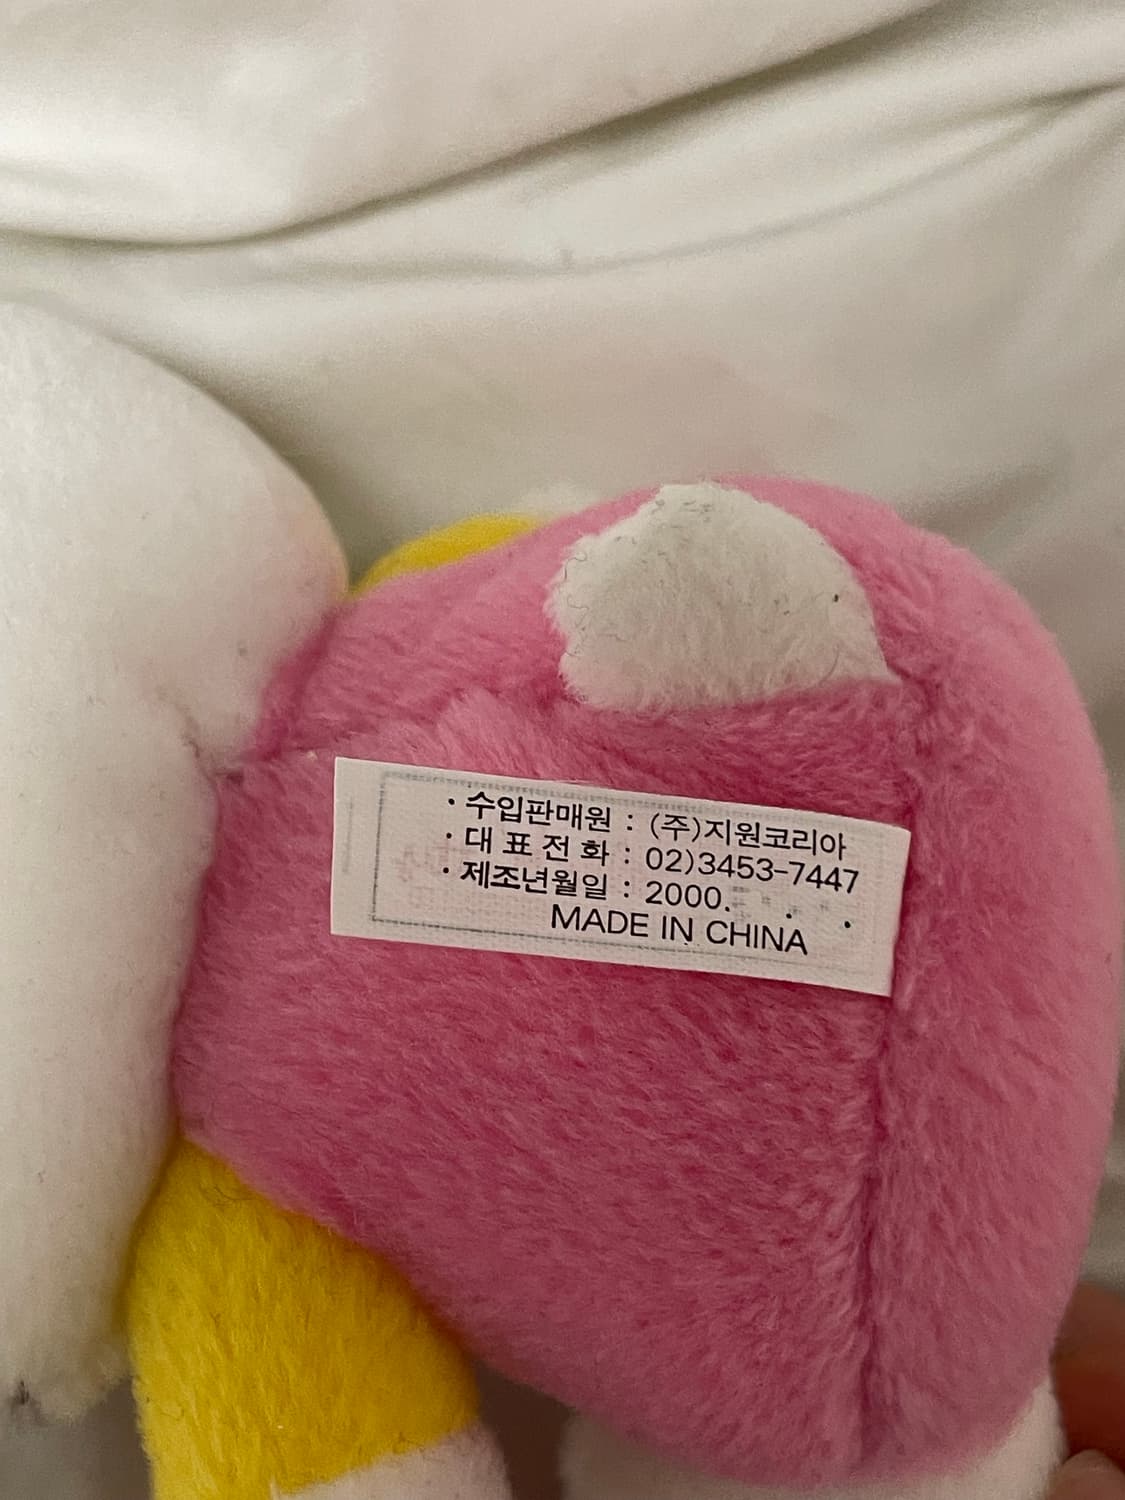 · 수입판매원 : (주)지원코리아
· 대 표 전 화 : 02)3453-7447
· 제조년월일 : 2000. . .
MADE IN CHINA